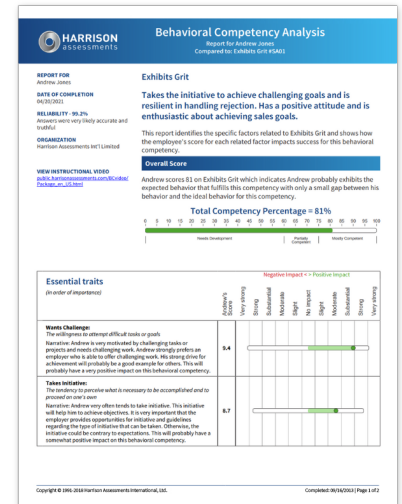 HARRISON
assessments
Behavioral Competency Analysis
Report for Andrew Jones
Compared to: Exhibits Grit #SA01
REPORT FOR
Andrew Jones
DATE OF COMPLETION
04/20/2021
RELIABILITY - 99.2%
Answers were very likely accurate and
truthful
ORGANIZATION
Harrison Assessments Int'l Limited
VIEW INSTRUCTIONAL VIDEO
public.harrisonassessments.com/BCvideo/
Package_en_US.html
Exhibits Grit
Takes the initiative to achieve challenging goals and is
resilient in handling rejection. Has a positive attitude and is
enthusiastic about achieving sales goals.
This report identifies the specific factors related to Exhibits Grit and shows how
the employee's score for each related factor impacts success for this behavioral
competency.
Overall Score
Andrew scores 81 on Exhibits Grit which indicates Andrew probably exhibits the
expected behavior that fulfills this competency with only a small gap between his
behavior and the ideal behavior for this competency.
Total Competency Percentage = 81%
0 5 10 15 20 25 30 35 40 45 50 55 60 65 70 75 80 85 90 95 100
Needs Development
Partially Competent
Mostly Competent
Essential traits
(in order of importance)
Negative Impact < > Positive Impact
Andrew's Score
Very strong
Strong
Substantial
Moderate
Slight
No impact
Slight
Moderate
Substantial
Strong
Very strong
Wants Challenge:
The willingness to attempt difficult tasks or goals
Narrative: Andrew is very motivated by challenging tasks or
projects and needs challenging work. Andrew strongly prefers an
employer who is able to offer challenging work. His strong drive for
achievement will probably be a good example for others. This will
probably have a very positive impact on this behavioral competency.
9.4
Takes Initiative:
The tendency to perceive what is necessary to be accomplished and to
proceed on one's own
Narrative: Andrew very often tends to take initiative. This initiative
will help him to achieve objectives. It is very important that the
employer provides opportunities for initiative and guidelines
regarding the type of initiative that can be taken. Otherwise, the
initiative could be contrary to expectations. This will probably have a
somewhat positive impact on this behavioral competency.
8.7
Copyright © 1991-2018 Harrison Assessments International, Ltd.
Completed: 09/16/2013 | Page 1 of 2